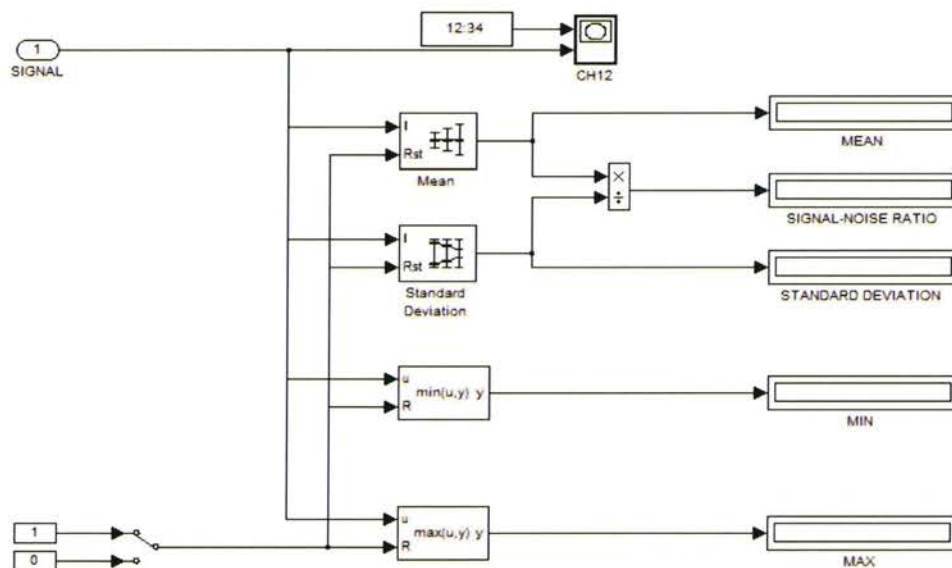 12:34
1
SIGNAL
CH12
I
Rst
Mean
MEAN
×
÷
SIGNAL-NOISE RATIO
I
Rst
Standard
Deviation
STANDARD DEVIATION
u
R
min(u,y) y
MIN
1
0
u
R
max(u,y) y
MAX